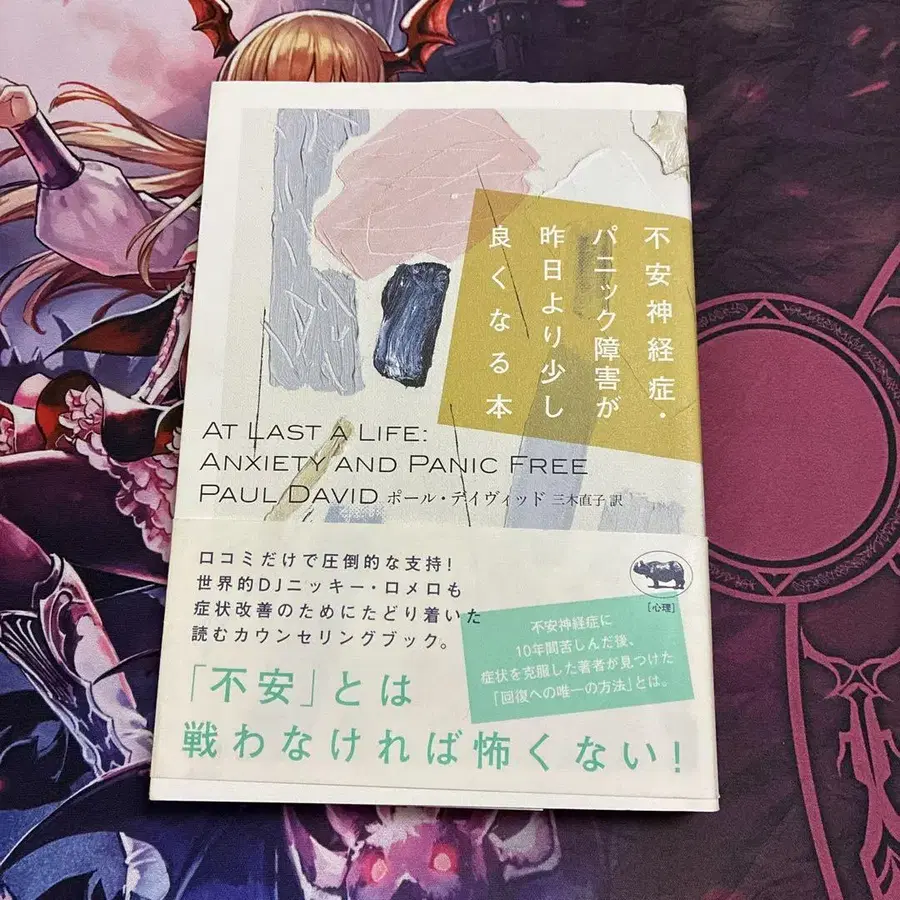 不安神経症・
パニック障害が
昨日より少し
良くなる本
AT LAST A LIFE:
ANXIETY AND PANIC FREE
PAUL DAVID ポール・デイヴィッド 三木直子 訳
口コミだけで圧倒的な支持!
世界的DJニッキー・ロメロも
症状改善のためにたどり着いた
読むカウンセリングブック。
[心理]
不安神経症に
10年間苦しんだ後、
症状を克服した著者が見つけた
「回復への唯一の方法」とは。
「不安」とは
戦わなければ怖くない!